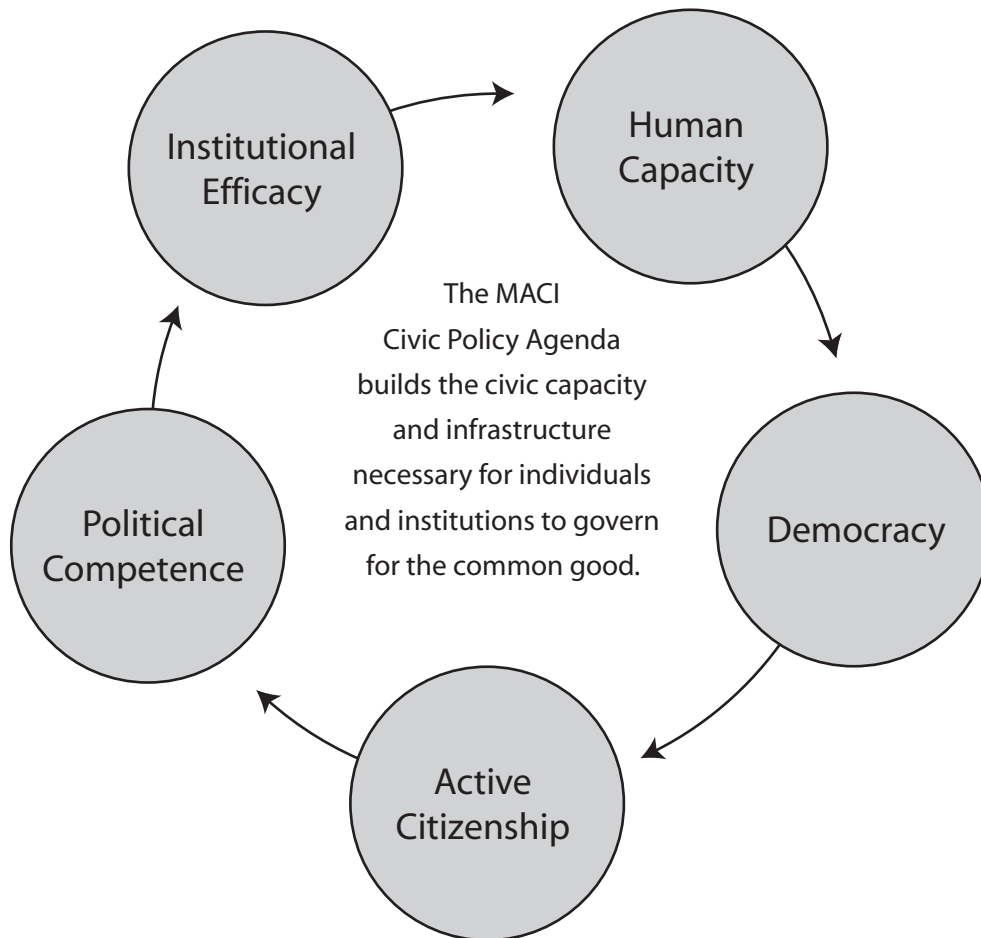 Institutional
Efficacy
Human
Capacity
The MACI
Civic Policy Agenda
builds the civic capacity
and infrastructure
necessary for individuals
and institutions to govern
for the common good.
Political
Competence
Democracy
Active
Citizenship